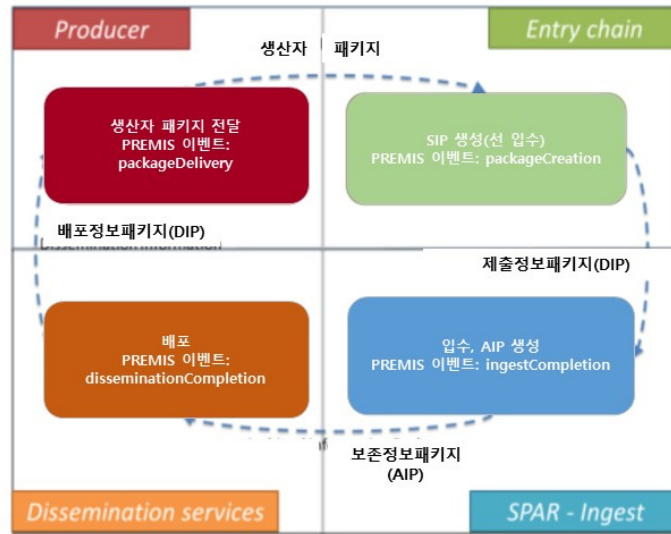 Producer
Entry chain
생산자 패키지
생산자 패키지 전달
PREMIS 이벤트:
packageDelivery
SIP 생성(선 입수)
PREMIS 이벤트: packageCreation
배포정보패키지(DIP)
제출정보패키지(DIP)
배포
PREMIS 이벤트:
disseminationCompletion
입수, AIP 생성
PREMIS 이벤트: ingestCompletion
보존정보패키지
(AIP)
Dissemination services
SPAR - Ingest